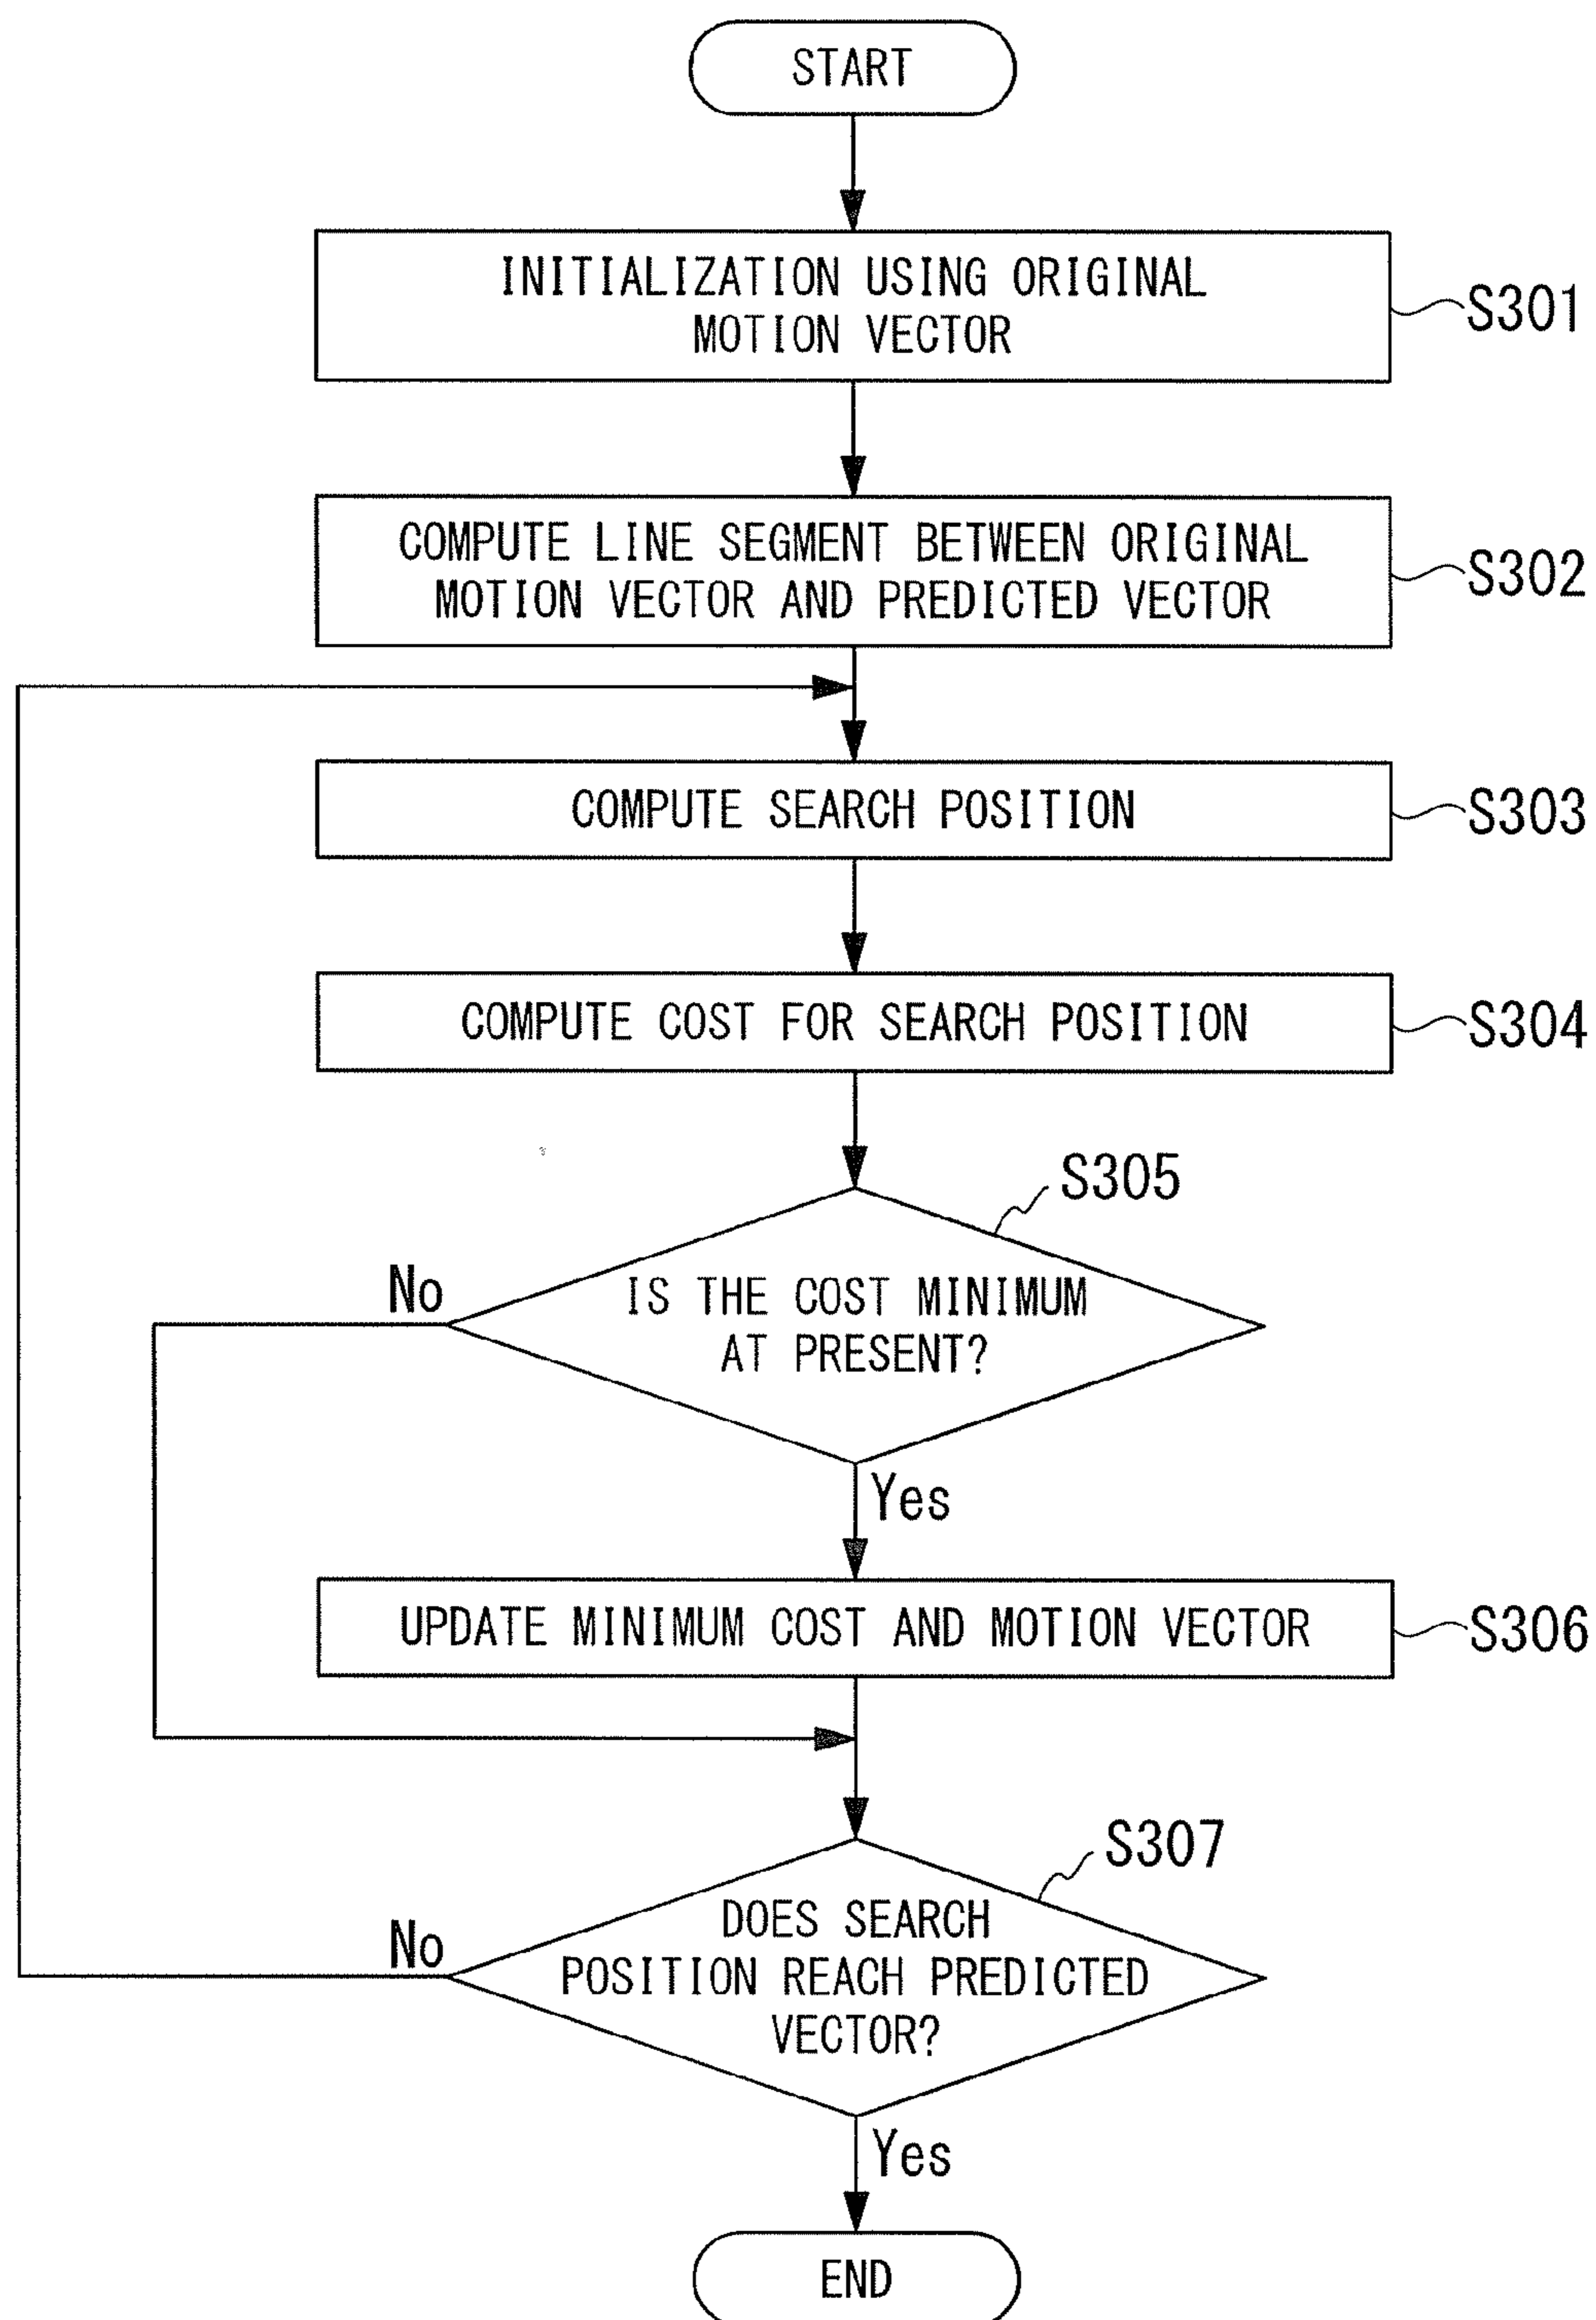 START
INITIALIZATION USING ORIGINAL
MOTION VECTOR
S301
COMPUTE LINE SEGMENT BETWEEN ORIGINAL
MOTION VECTOR AND PREDICTED VECTOR
S302
COMPUTE SEARCH POSITION
S303
COMPUTE COST FOR SEARCH POSITION
S304
S305
IS THE COST MINIMUM
AT PRESENT?
No
Yes
UPDATE MINIMUM COST AND MOTION VECTOR
S306
S307
DOES SEARCH
POSITION REACH PREDICTED
VECTOR?
No
Yes
END